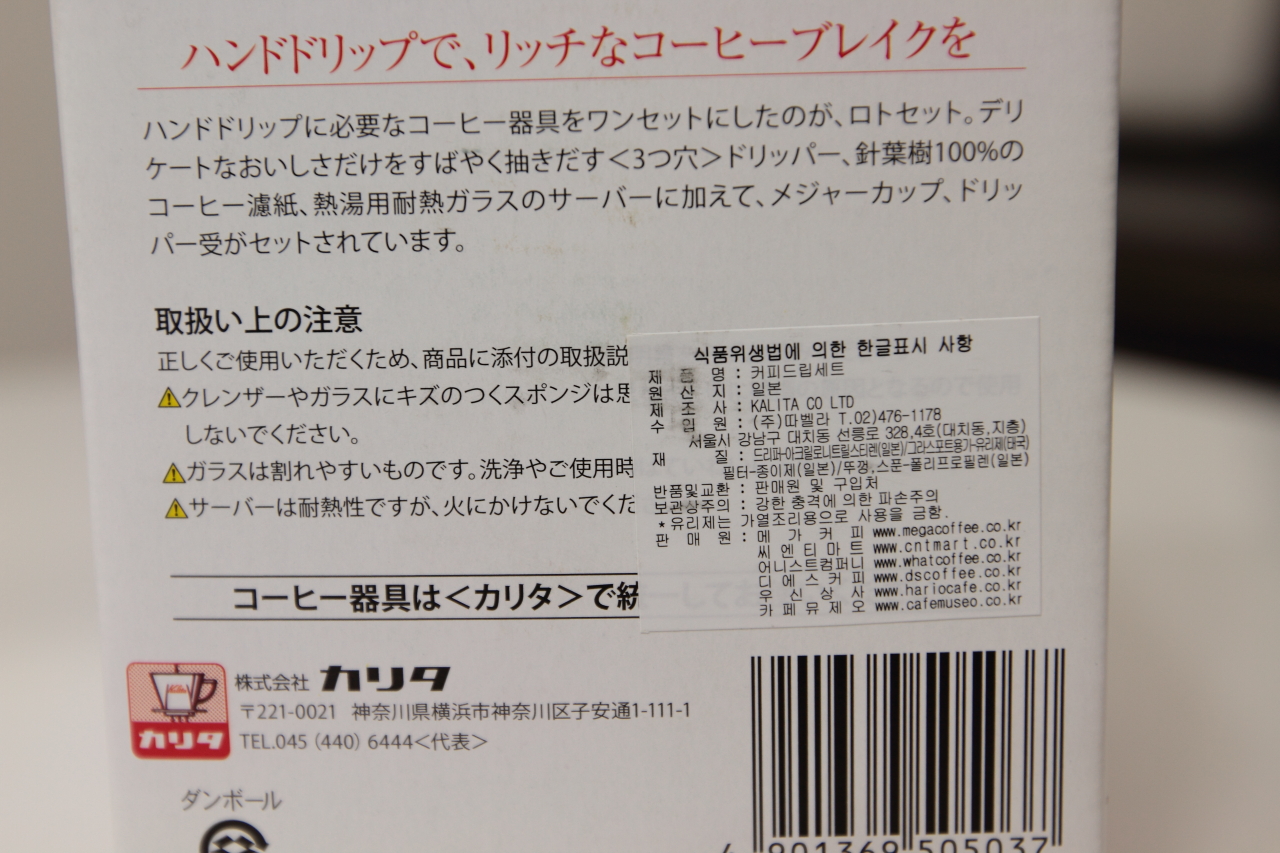 ハンドドリップで、リッチなコーヒーブレイクを
ハンドドリップに必要なコーヒー器具をワンセットにしたのが、ロトセット。デリ
ケートなおいしさだけをすばやく抽きだす<3つ穴>ドリッパー、針葉樹100%の
コーヒー濾紙、熱湯用耐熱ガラスのサーバーに加えて、メジャーカップ、ドリッ
パー受がセットされています。
取扱い上の注意
正しくご使用いただくため、商品に添付の取扱説
クレンザーやガラスにキズのつくスポンジは思
しないでください。
ガラスは割れやすいものです。洗浄やご使用時
サーバーは耐熱性ですが、火にかけないでくだ
コーヒー器具は<カリタ>で統
식품위생법에 의한 한글표시 사항
제 품 명 : 커피드립세트
원 산 지 : 일본
제 조 사 : KALITA CO LTD
수 입 원 : (주)따벨라 T.02)476-1178
서울시 강남구 대치동 선릉로 328,4호(대치동,지층)
재 질 : 드리퍼-아크릴로니트릴스티렌(일본)/그라스포트용기-유리제(태국)
필터-종이제(일본)/뚜껑,스푼-폴리프로필렌(일본)
반품및교환 : 판매원 및 구입처
보관상주의 : 강한 충격에 의한 파손주의
*유리제는 가열조리용으로 사용을 금함.
판 매 원 : 메 가 커 피 www.megacoffee.co.kr
씨 엔 티 마 트 www.cntmart.co.kr
어니스트컴퍼니 www.whatcoffee.co.kr
디 에 스 커 피 www.dscoffee.co.kr
우 신 상 사 www.hariocafe.co.kr
카 페 뮤 제 오 www.cafemuseo.co.kr
カリタ
株式会社 カリタ
〒221-0021 神奈川県横浜市神奈川区子安通1-111-1
TEL.045 (440) 6444<代表>
ダンボール
4 901369 505037